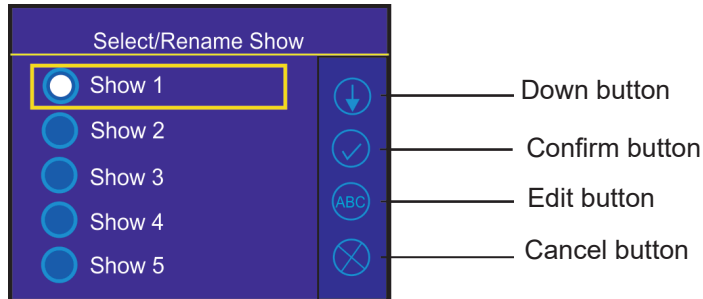 Select/Rename Show
Show 1
Show 2
Show 3
Show 4
Show 5
ABC
Down button
Confirm button
Edit button
Cancel button